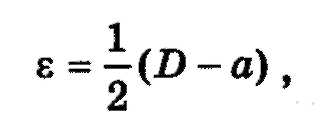 ε = 1/2 (D − a) ,